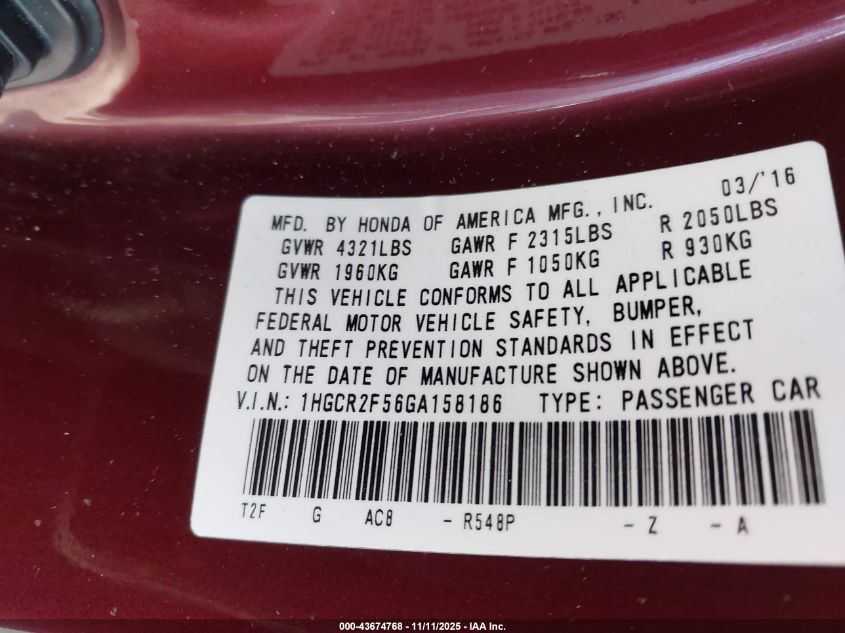 MFD. BY HONDA OF AMERICA MFG., INC. 03/'16
GVWR 4321LBS GAWR F 2315LBS R 2050LBS
GVWR 1960KG GAWR F 1050KG R 930KG
THIS VEHICLE CONFORMS TO ALL APPLICABLE
FEDERAL MOTOR VEHICLE SAFETY, BUMPER,
AND THEFT PREVENTION STANDARDS IN EFFECT
ON THE DATE OF MANUFACTURE SHOWN ABOVE.
V.I.N.: 1HGCR2F56GA158186 TYPE: PASSENGER CAR
T2F G AC8 - R548P - Z - A
000-43674768 - 11/11/2025 - IAA Inc.